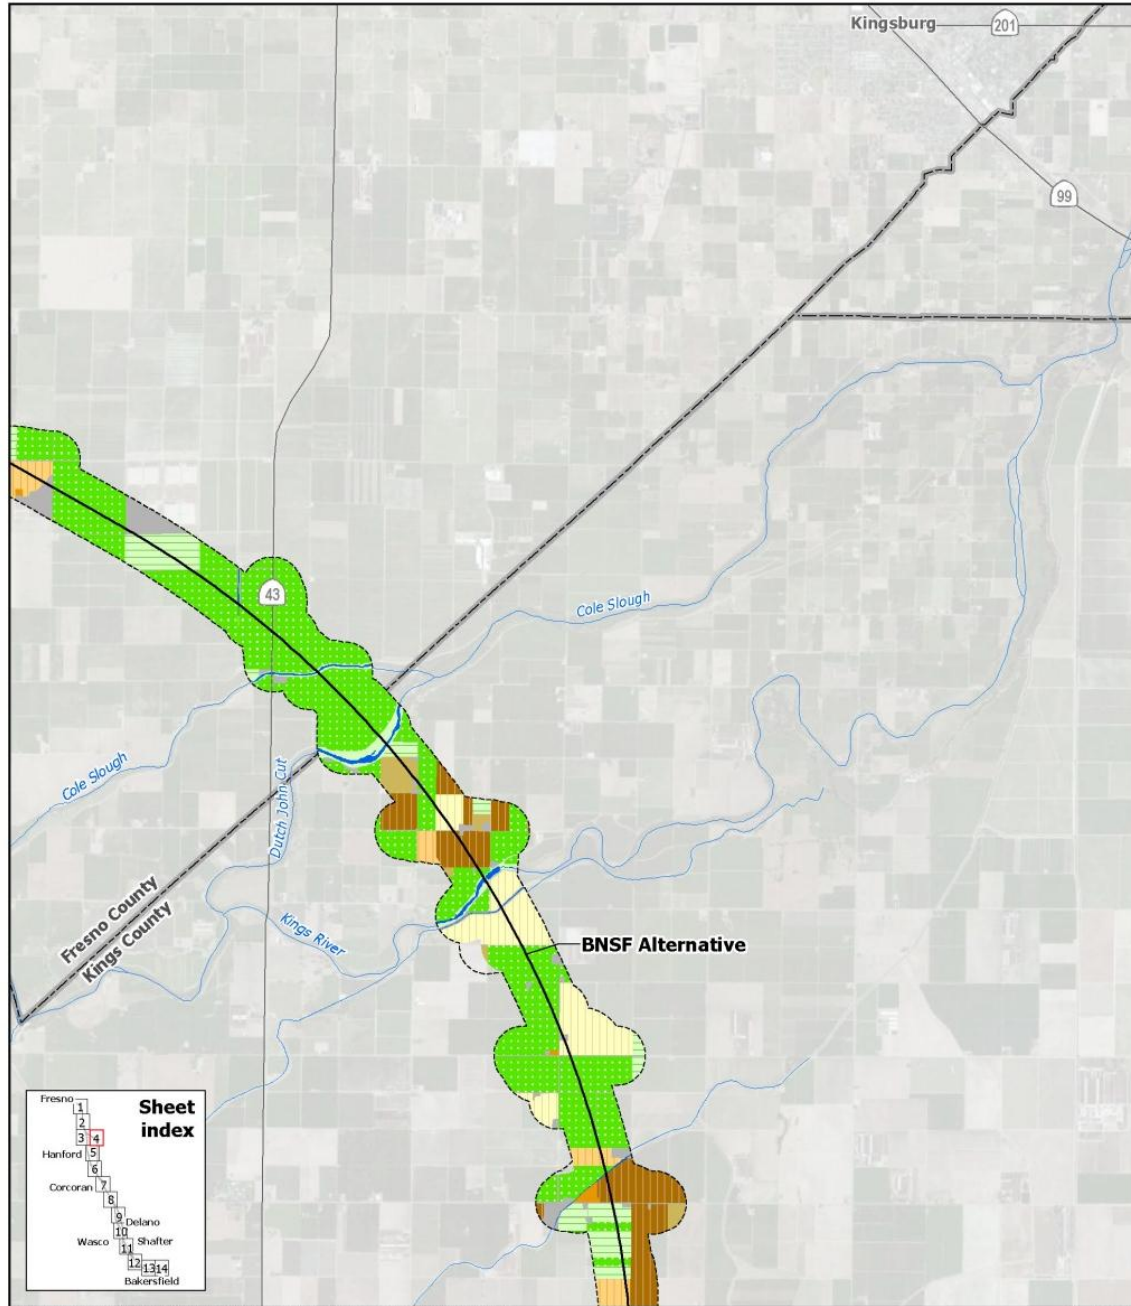 Kingsburg
201
99
43
Cole Slough
Cole Slough
Dutch John Cut
Fresno County
Kings County
Kings River
BNSF Alternative
Sheet
index
Fresno
1
2
3
4
Hanford
5
6
Corcoran
7
8
9
Delano
10
Wasco
Shafter
11
12
13
14
Bakersfield